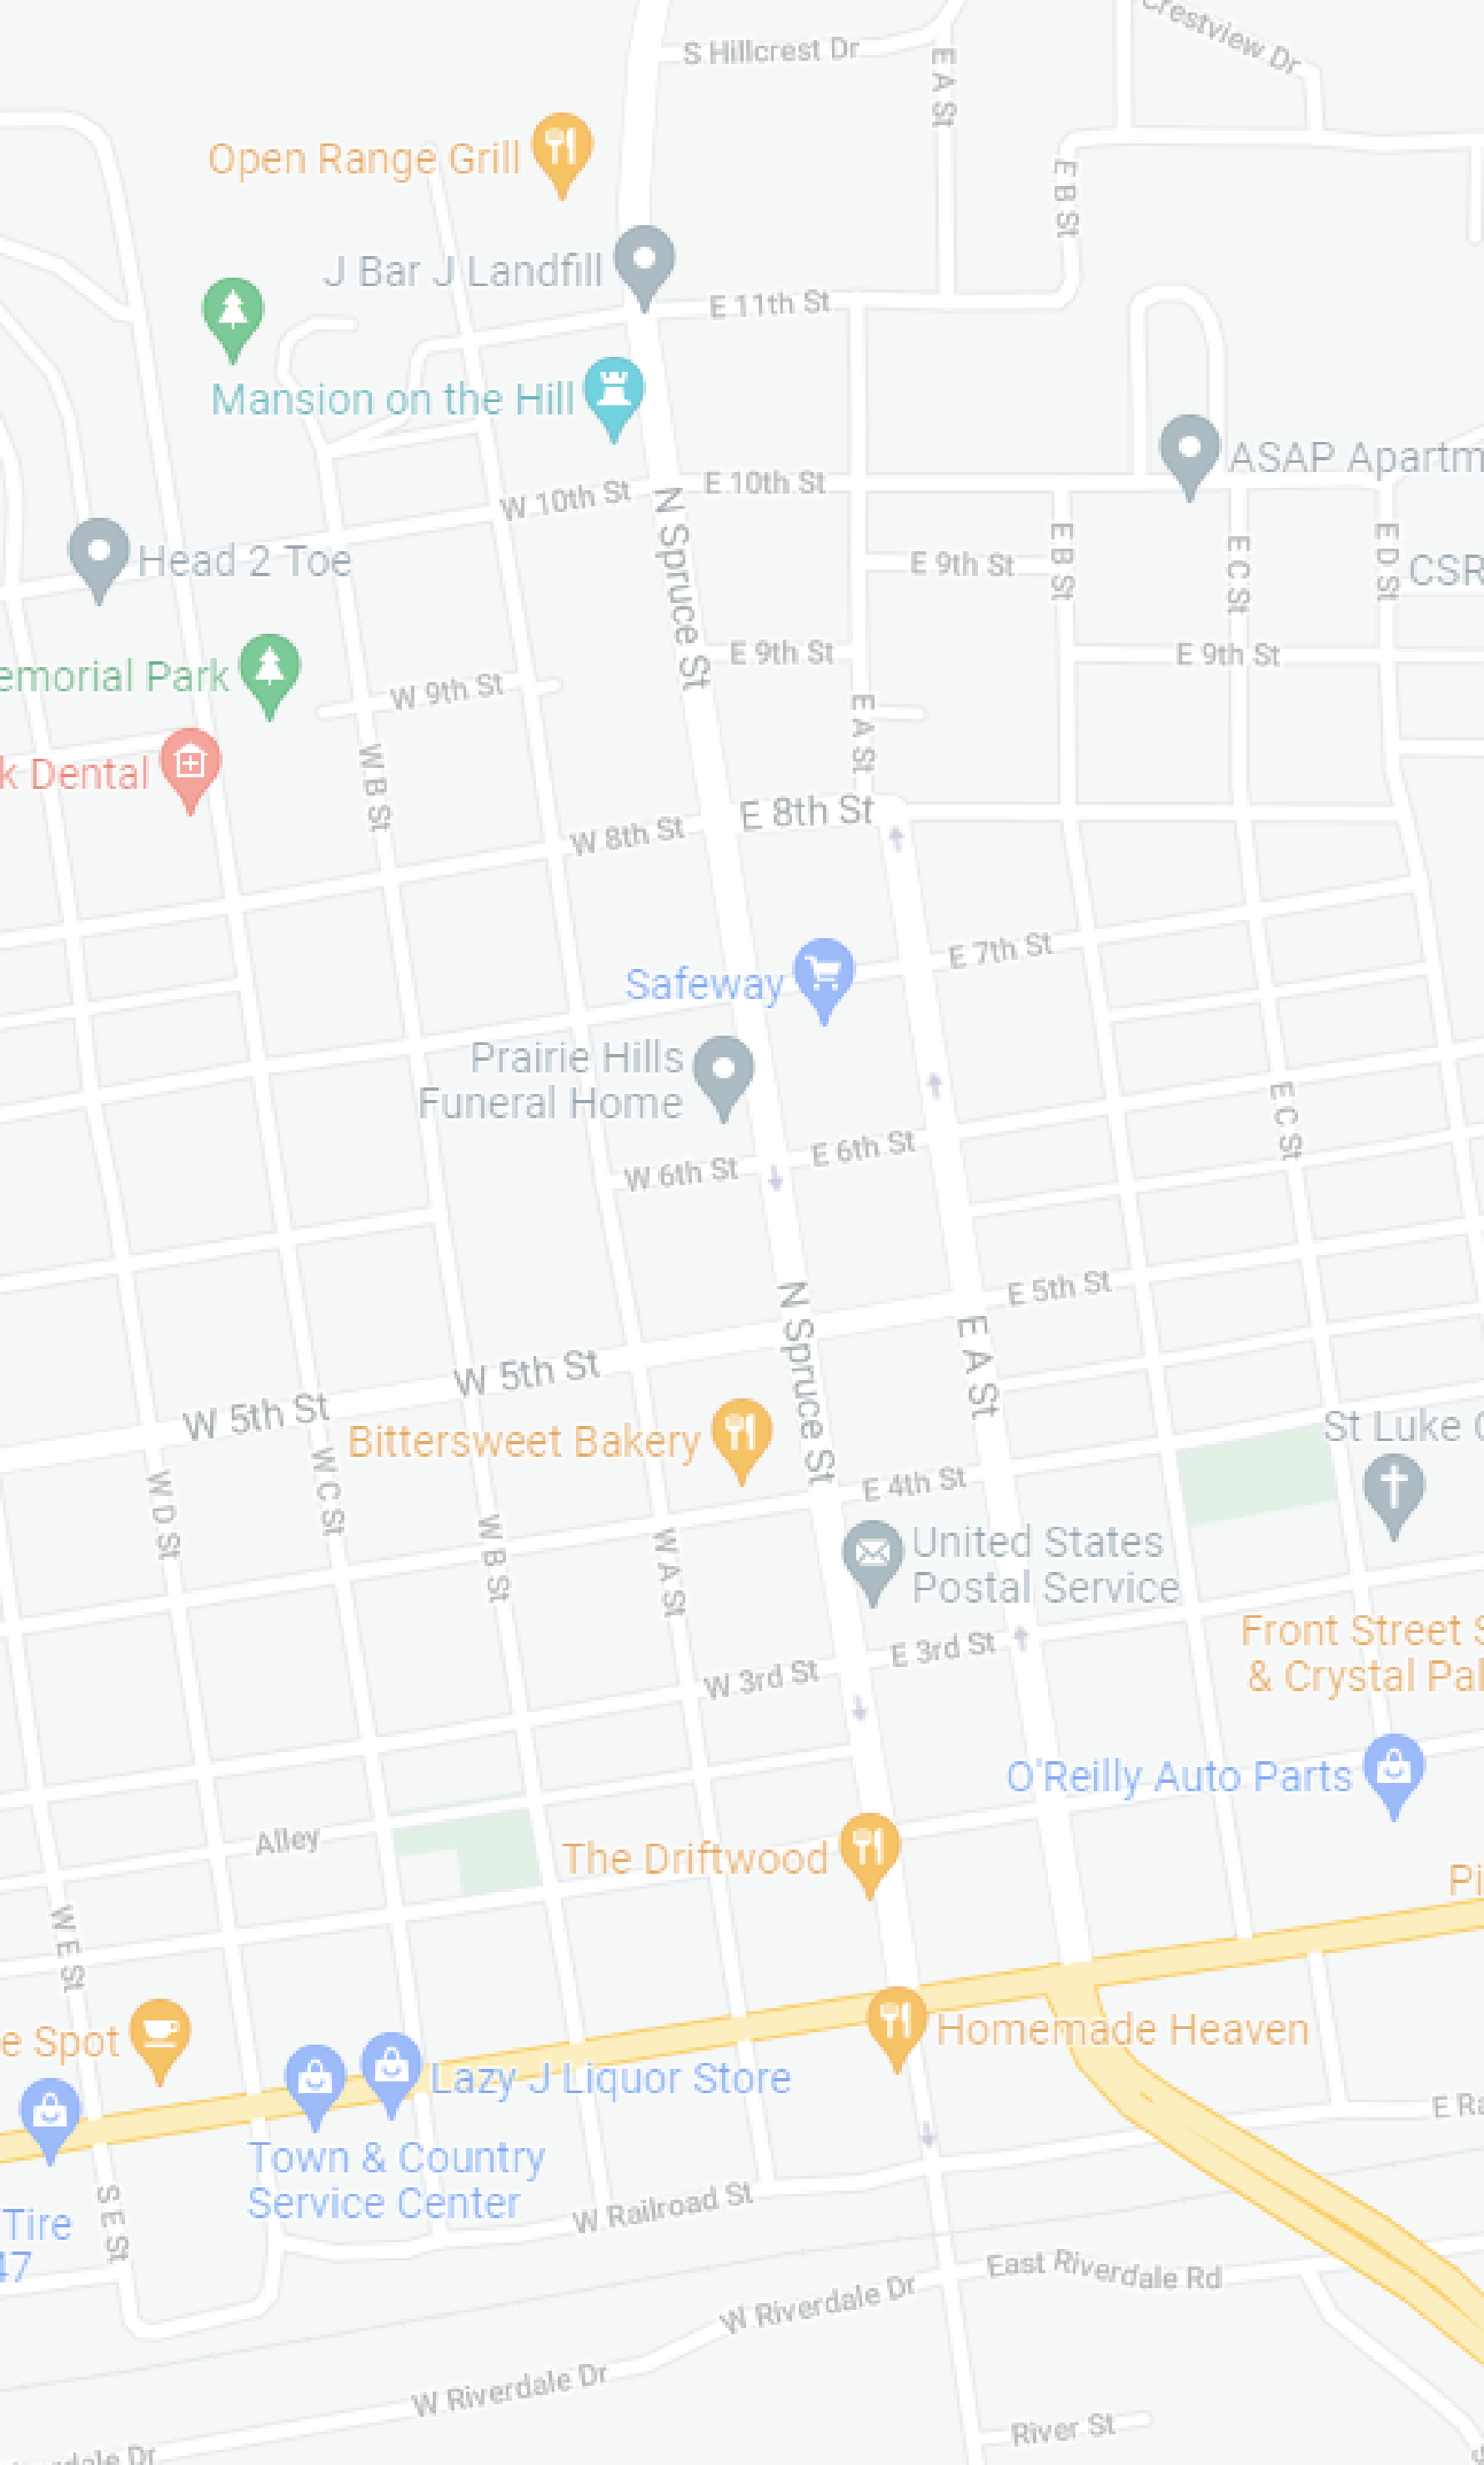 Crestview Dr
S Hillcrest Dr
E A St
Open Range Grill
E B St
J Bar J Landfill
E 11th St
Mansion on the Hill
ASAP Apartm
E 10th St
W 10th St
N Spruce St
Head 2 Toe
E 9th St
E B St
E C St
E D St
CSR
E 9th St
E 9th St
emorial Park
W 9th St
E A St
k Dental
W B St
E 8th St
W 8th St
E 7th St
Safeway
Prairie Hills
Funeral Home
E C St
E 6th St
W 6th St
E 5th St
N Spruce St
E A St
W 5th St
W 5th St
Bittersweet Bakery
St Luke
E 4th St
W D St
W C St
W B St
W A St
United States
Postal Service
Front Street S
& Crystal Pal
E 3rd St
W 3rd St
O'Reilly Auto Parts
Alley
The Driftwood
Pi
W E St
e Spot
Homemade Heaven
Lazy J Liquor Store
E Ra
Town & Country
Service Center
W Railroad St
S E St
Tire
47
East Riverdale Rd
W Riverdale Dr
W Riverdale Dr
River St
erdale Dr